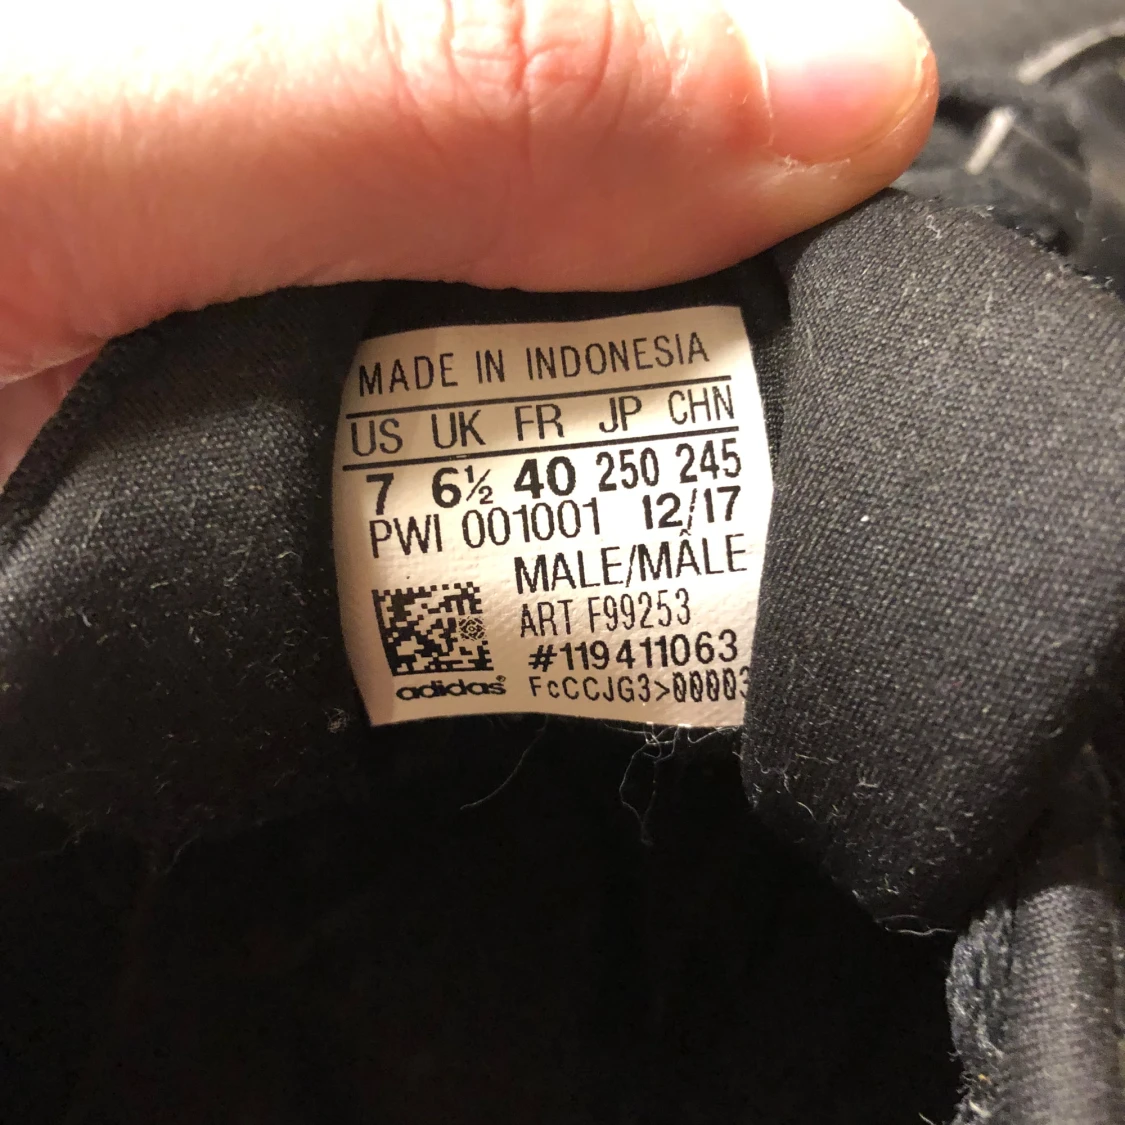 MADE IN INDONESIA
US UK FR JP CHN
7 6½ 40 250 245
PWI 001001 12/17
MALE/MÂLE
ART F99253
#119411063
adidas® FcCCJG3>00003